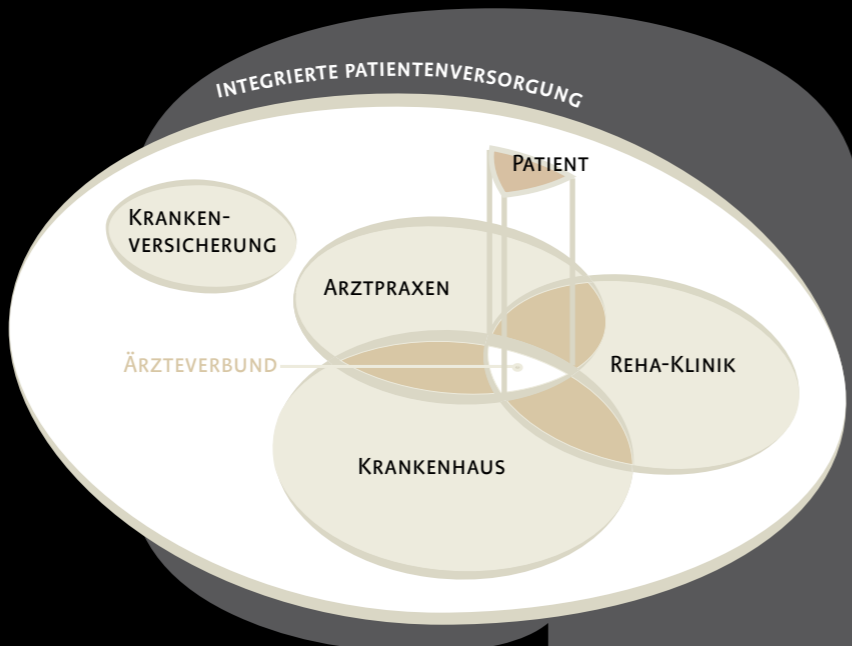 INTEGRIERTE PATIENTENVERSORGUNG
PATIENT
KRANKEN-
VERSICHERUNG
ARZTPRAXEN
ÄRZTEVERBUND
REHA-KLINIK
KRANKENHAUS